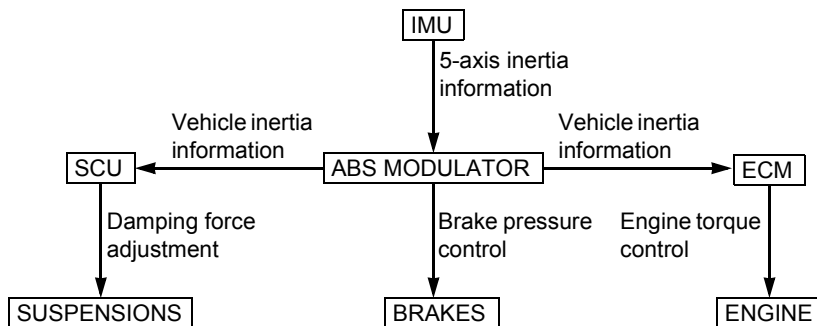 IMU
5-axis inertia
information
Vehicle inertia
information
Vehicle inertia
information
SCU
ABS MODULATOR
ECM
Damping force
adjustment
Brake pressure
control
Engine torque
control
SUSPENSIONS
BRAKES
ENGINE